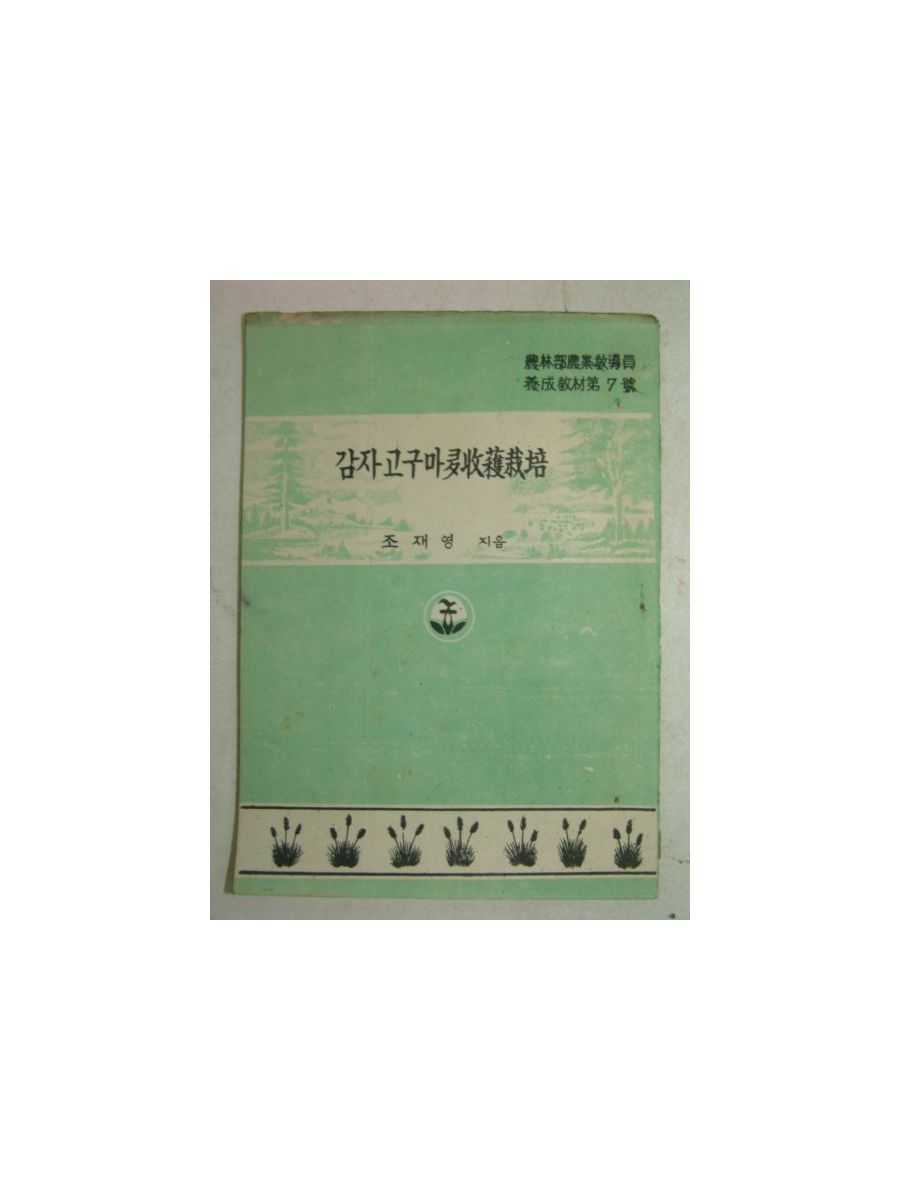 農林部農業敎導員
養成敎材第 7 號
감자고구마多收穫栽培
조재영 지음